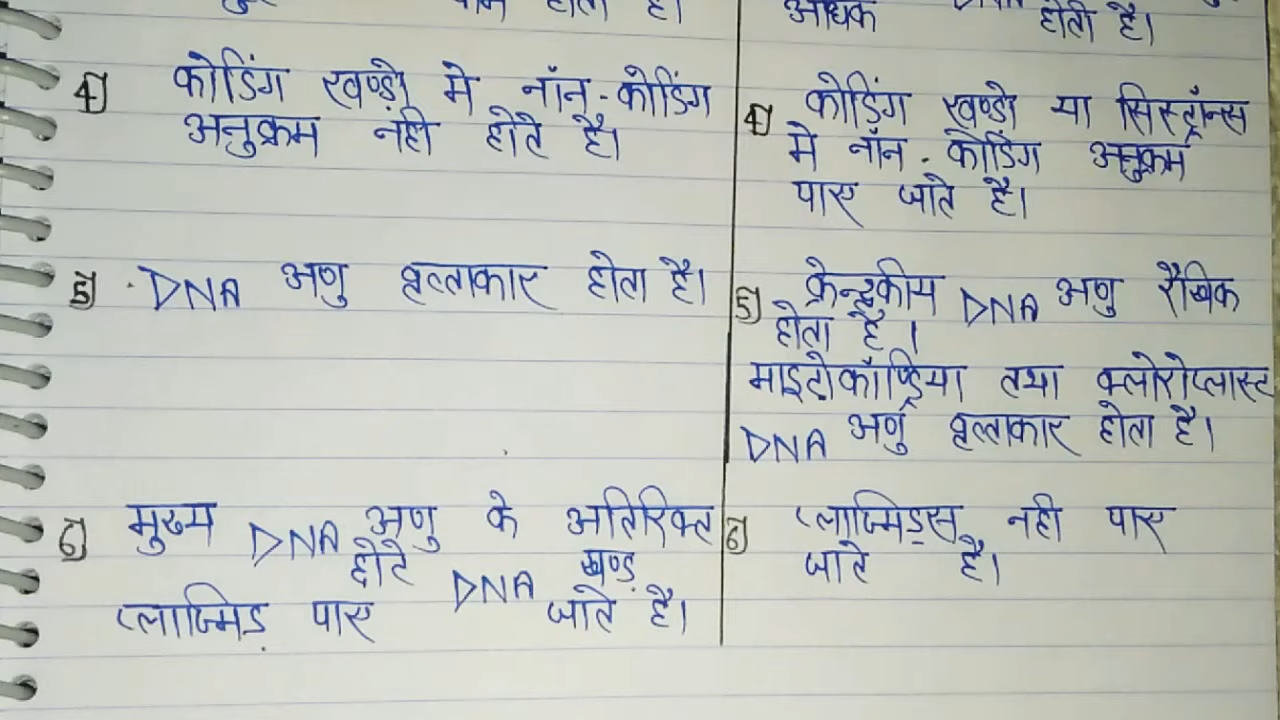 होता है।
अधिक होती है।
4) कोडिंग खण्डो मे नॉन-कोडिंग
अनुक्रम नही होते है।
5) DNA अणु वृत्ताकार होता है।
6) मुख्य DNA अणु के अतिरिक्त
छोटे DNA खण्ड
प्लाज्मिड पाए जाते है।
4) कोडिंग खण्डो या सिस्ट्रॉन्स
मे नॉन-कोडिंग अनुक्रम
पाए जाते है।
5) केन्द्रकीय DNA अणु रैखिक
होता है।
माइटोकॉण्ड्रिया तथा क्लोरोप्लास्ट
DNA अणु वृत्ताकार होता है।
6) प्लाज्मिड्स नही पाए
जाते है।